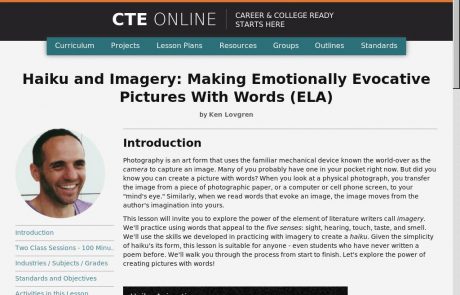 CTE ONLINE
CAREER & COLLEGE READY
STARTS HERE
Curriculum Projects Lesson Plans Resources Groups Outlines Standards
Haiku and Imagery: Making Emotionally Evocative
Pictures With Words (ELA)
by Ken Lovgren
Introduction
Photography is an art form that uses the familiar mechanical device known the world-over as the
camera to capture an image. Many of you probably have one in your pocket right now. But did you
know you can create a picture with words? When you look at a physical photograph, you transfer
the image from a piece of photographic paper, or a computer or cell phone screen, to your
"mind's eye." Similarly, when we read words that evoke an image, the image moves from the
author's imagination into yours.
This lesson will invite you to explore the power of the element of literature writers call imagery.
We'll practice using words that appeal to the five senses: sight, hearing, touch, taste, and smell.
We'll use the skills we developed in practicing with imagery to create a haiku. Given the simplicity
of haiku's its form, this lesson is suitable for anyone - even students who have never written a
poem before. We'll walk you through the process from start to finish. Let's explore the power of
creating pictures with words!
Introduction
Two Class Sessions - 100 Minu.
Industries / Subjects / Grades
Standards and Objectives
Activities in this Lesson